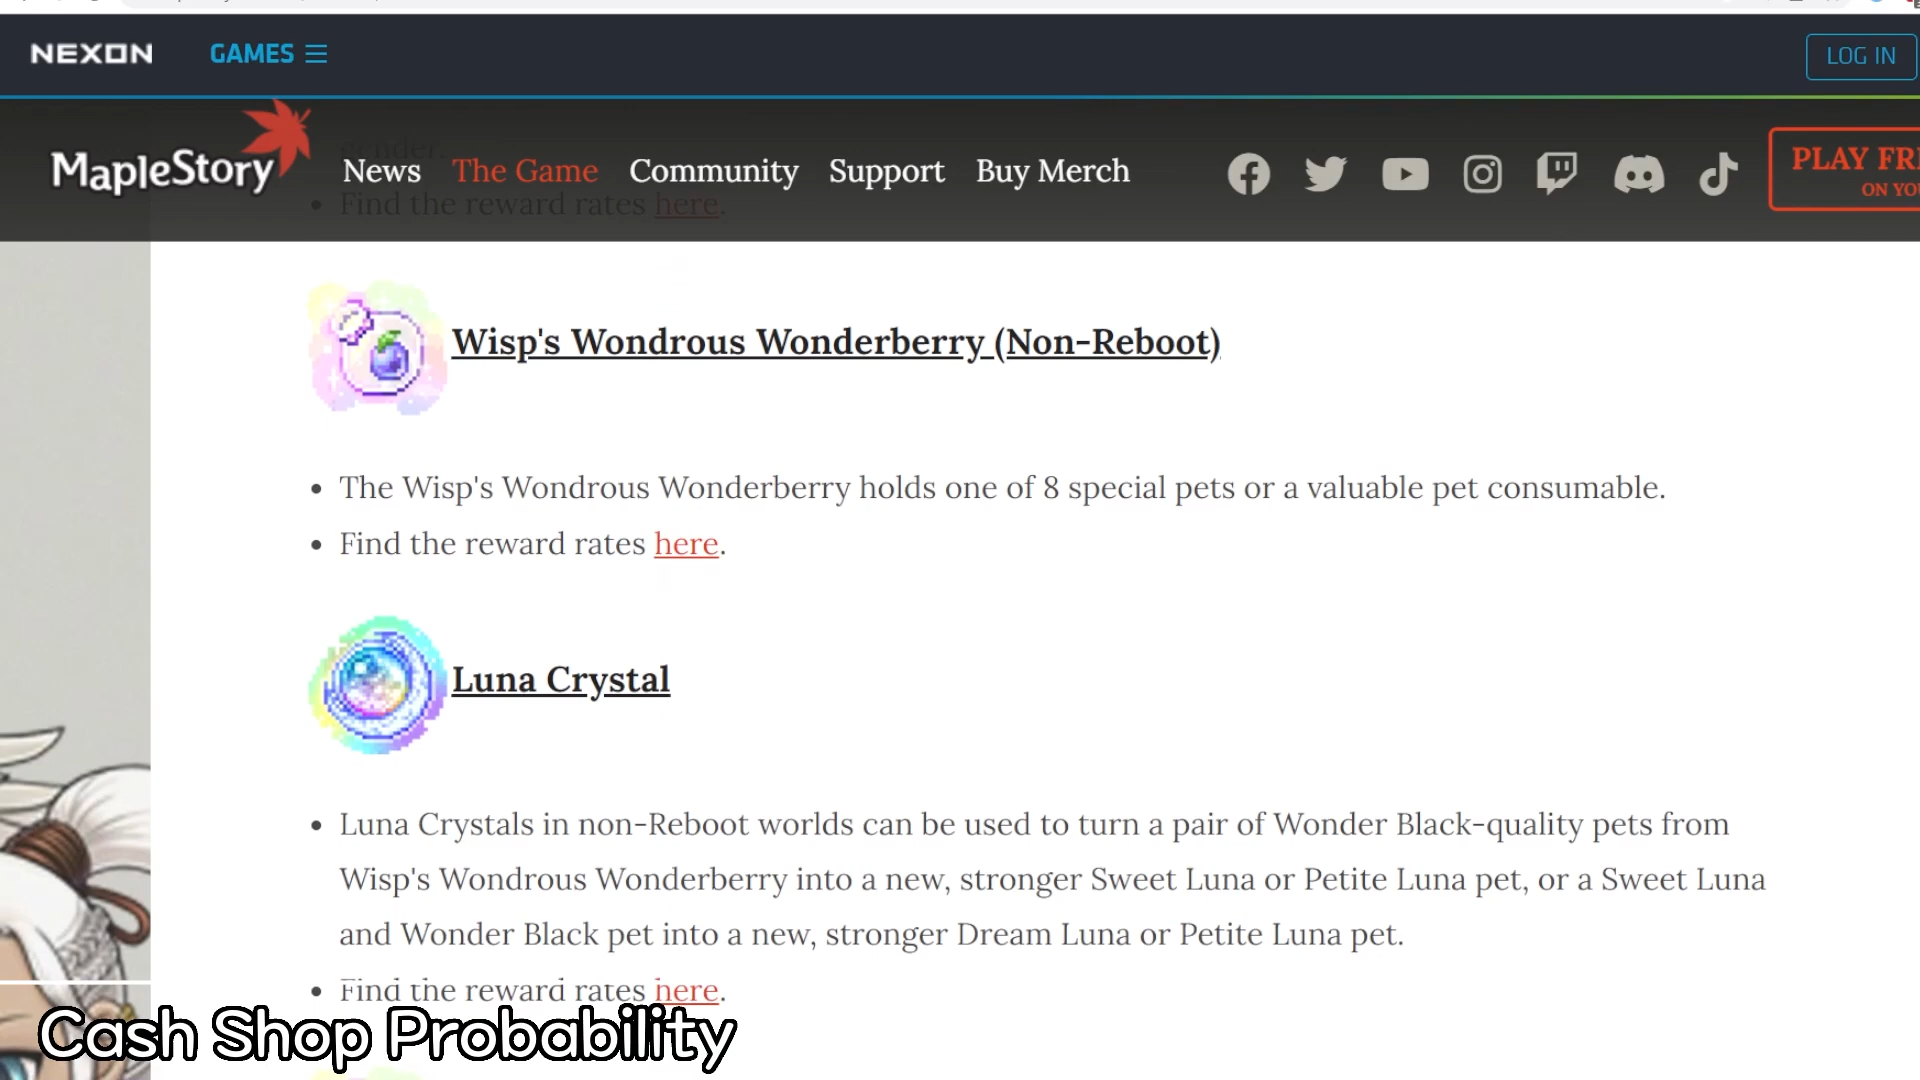 NEXON GAMES LOG IN
gender.
MapleStory News The Game Community Support Buy Merch PLAY FR
ON YO
• Find the reward rates here.
Wisp's Wondrous Wonderberry (Non-Reboot)
• The Wisp's Wondrous Wonderberry holds one of 8 special pets or a valuable pet consumable.
• Find the reward rates here.
Luna Crystal
• Luna Crystals in non-Reboot worlds can be used to turn a pair of Wonder Black-quality pets from
Wisp's Wondrous Wonderberry into a new, stronger Sweet Luna or Petite Luna pet, or a Sweet Luna
and Wonder Black pet into a new, stronger Dream Luna or Petite Luna pet.
• Find the reward rates here.
Cash Shop Probability